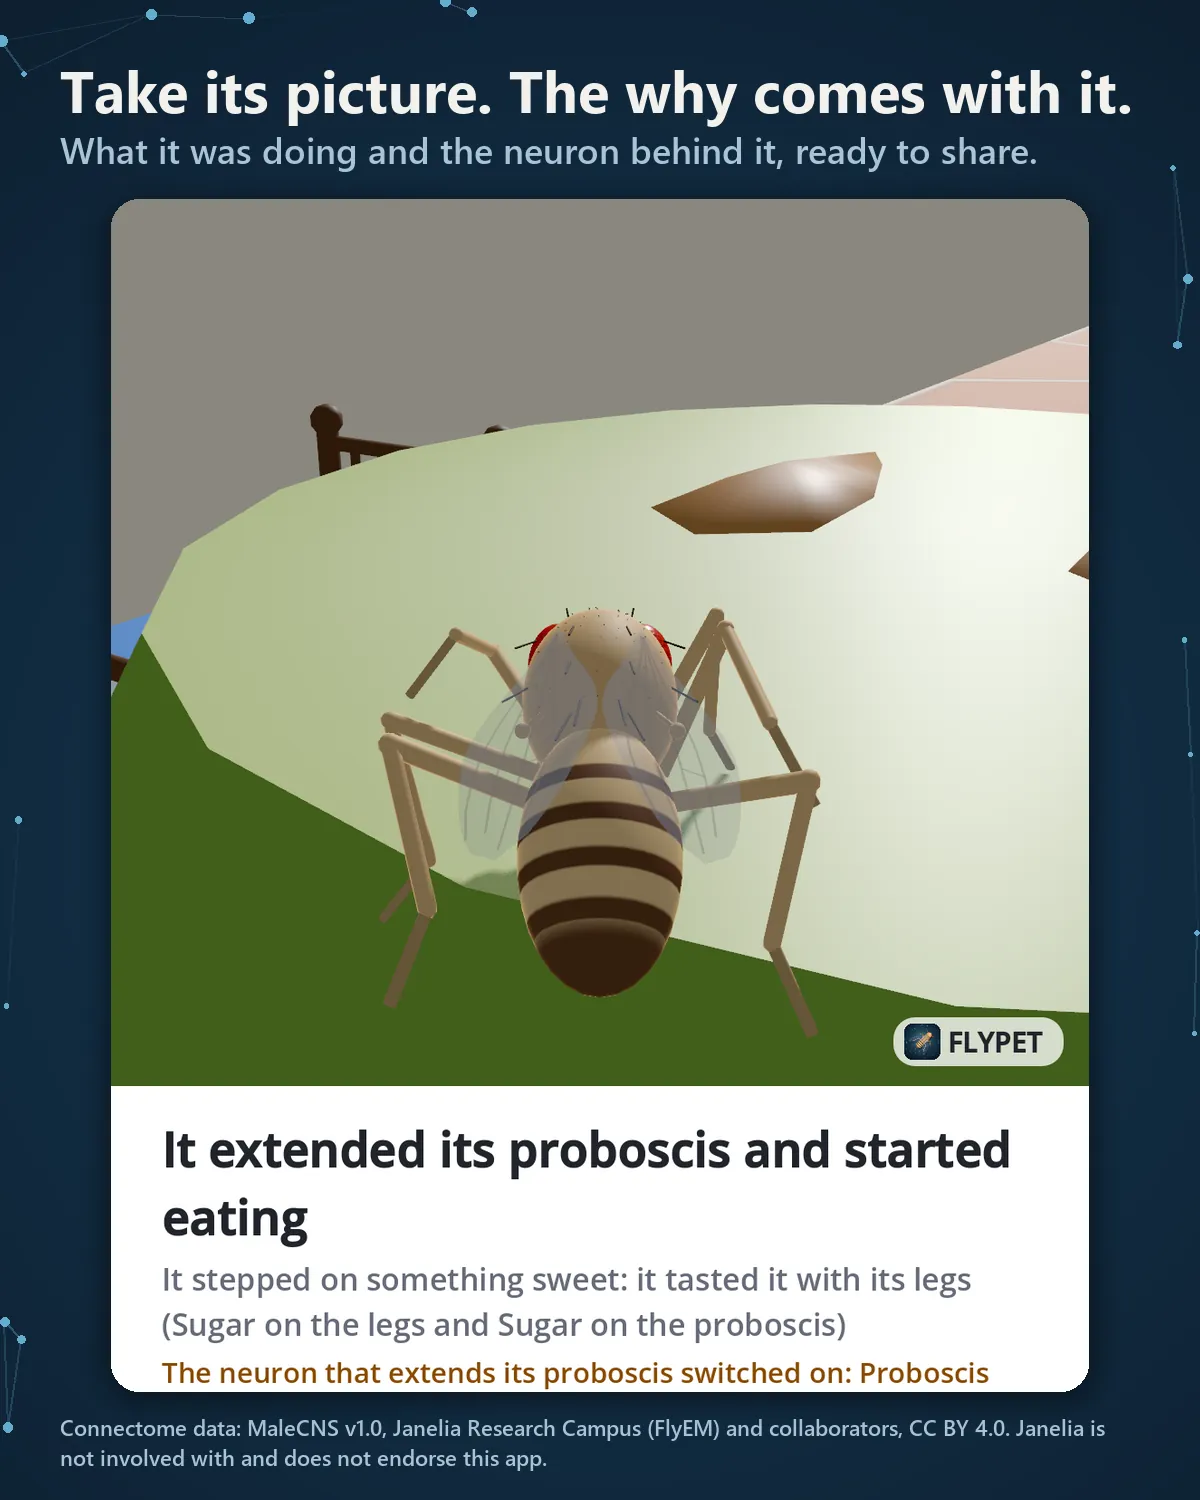 Take its picture. The why comes with it.
What it was doing and the neuron behind it, ready to share.
FLYPET
It extended its proboscis and started
eating
It stepped on something sweet: it tasted it with its legs
(Sugar on the legs and Sugar on the proboscis)
The neuron that extends its proboscis switched on: Proboscis
Connectome data: MaleCNS v1.0, Janelia Research Campus (FlyEM) and collaborators, CC BY 4.0. Janelia is
not involved with and does not endorse this app.